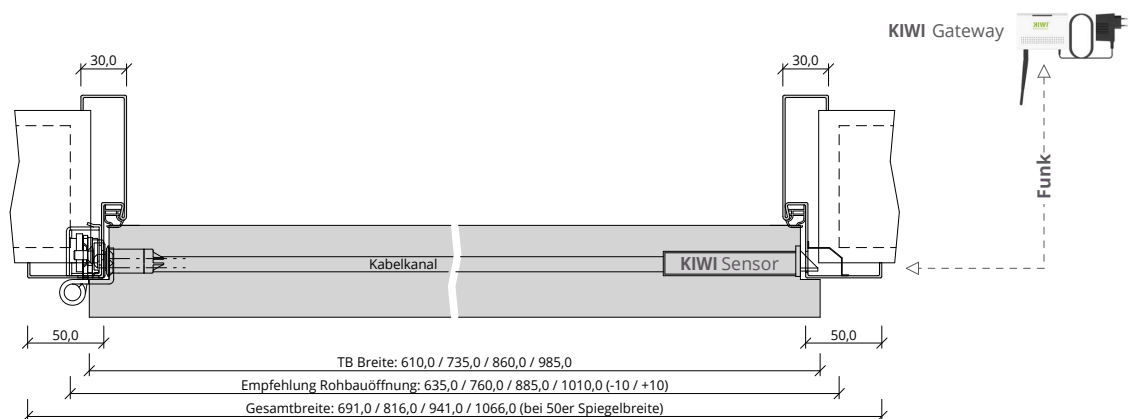 KIWI Gateway
KIWI
30,0
30,0
Funk
Kabelkanal
KIWI Sensor
50,0
50,0
TB Breite: 610,0 / 735,0 / 860,0 / 985,0
Empfehlung Rohbauöffnung: 635,0 / 760,0 / 885,0 / 1010,0 (-10 / +10)
Gesamtbreite: 691,0 / 816,0 / 941,0 / 1066,0 (bei 50er Spiegelbreite)